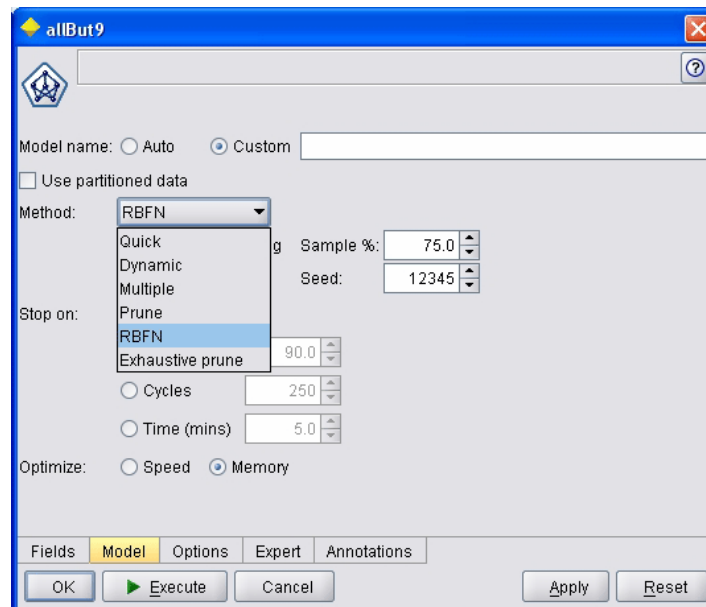 allBut9
Model name: Auto Custom
Use partitioned data
Method: RBFN
Quick
g Sample %: 75.0
Dynamic
Multiple
Seed: 12345
Stop on:
Prune
RBFN
90.0
Exhaustive prune
Cycles 250
Time (mins) 5.0
Optimize: Speed Memory
Fields Model Options Expert Annotations
OK Execute Cancel Apply Reset